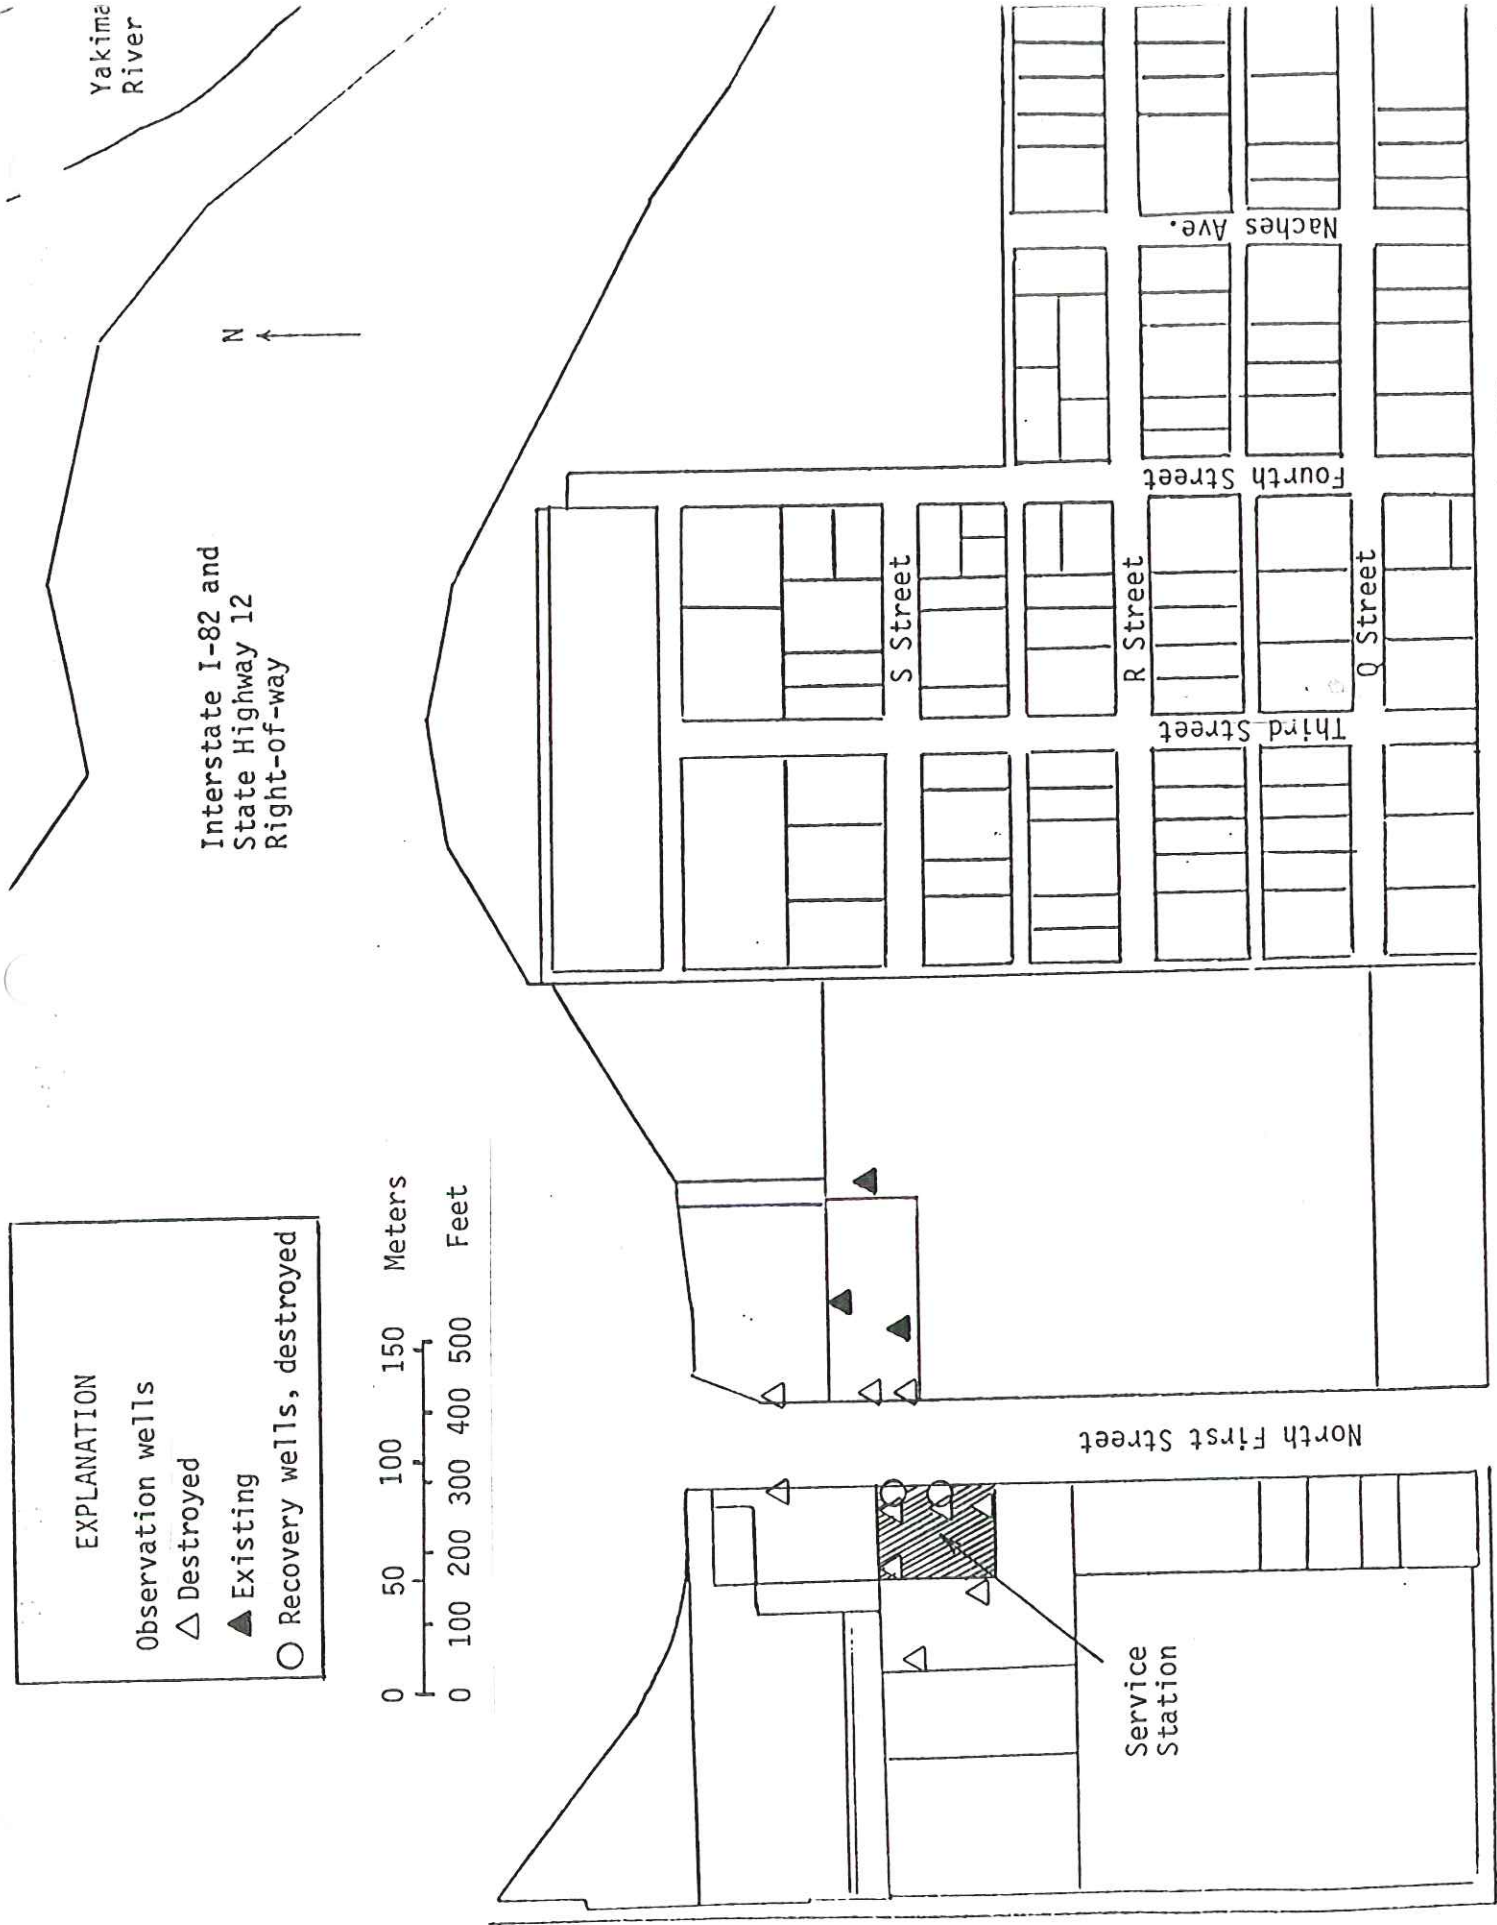 Yakima
River
N
Interstate I-82 and
State Highway 12
Right-of-way
EXPLANATION
Observation wells
Destroyed
Existing
Recovery wells, destroyed
0 50 100 150 Meters
0 100 200 300 400 500 Feet
Naches Ave.
Fourth Street
S Street
R Street
Q Street
Third Street
North First Street
Service
Station